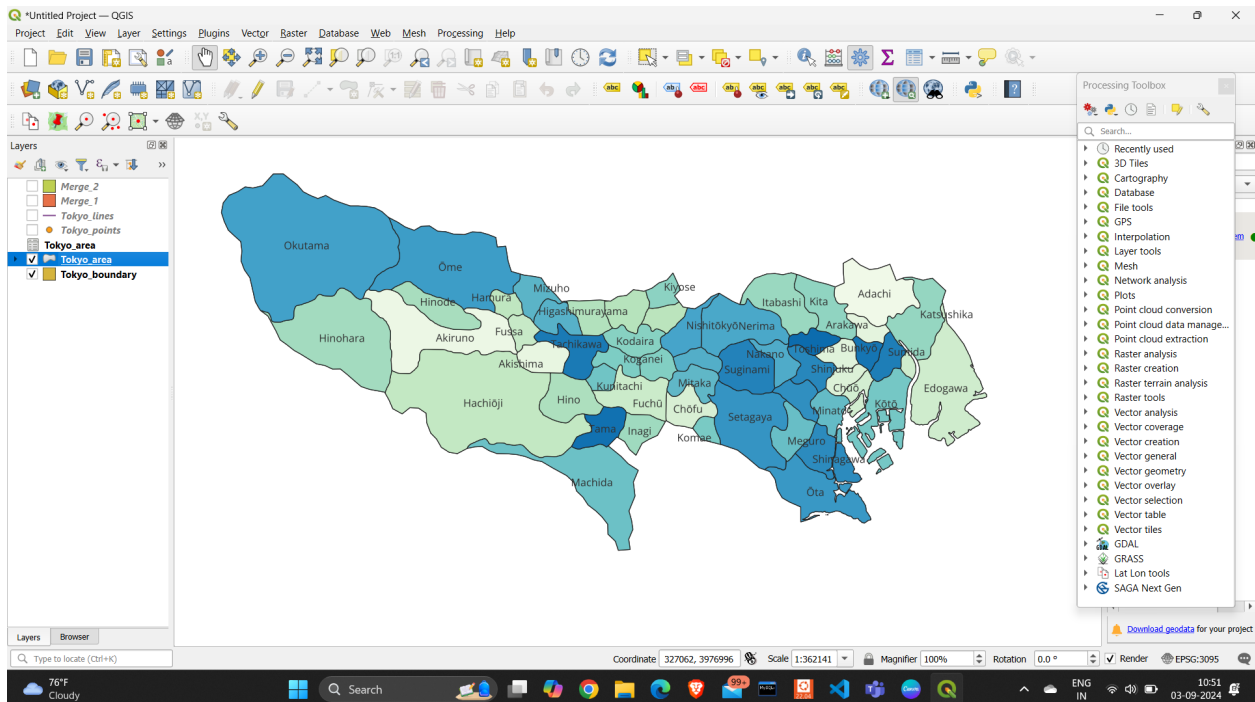 *Untitled Project — QGIS
Project Edit View Layer Settings Plugins Vector Raster Database Web Mesh Processing Help
Processing Toolbox
Search...
Recently used
3D Tiles
Cartography
Database
File tools
GPS
Interpolation
Layer tools
Mesh
Network analysis
Plots
Point cloud conversion
Point cloud data manage...
Point cloud extraction
Raster analysis
Raster creation
Raster terrain analysis
Raster tools
Vector analysis
Vector coverage
Vector creation
Vector general
Vector geometry
Vector overlay
Vector selection
Vector table
Vector tiles
GDAL
GRASS
Lat Lon tools
SAGA Next Gen
Layers
Merge_2
Merge_1
Tokyo_lines
Tokyo_points
Tokyo_area
Tokyo_area
Tokyo_boundary
Okutama
Ōme
Mizuho
Kiyose
Hinode
Hamura
Higashimurayama
Itabashi
Kita
Adachi
Katsushika
Hinohara
Akiruno
Fussa
Nishitōkyō
Nerima
Arakawa
Tachikawa
Kodaira
Toshima
Bunkyō
Sumida
Akishima
Koganei
Nakano
Suginami
Shinjuku
Kunitachi
Mitaka
Chūō
Edogawa
Hachiōji
Hino
Fuchū
Chōfu
Minato
Kōtō
Setagaya
Tama
Inagi
Komae
Meguro
Shinagawa
Machida
Ōta
Download geodata for your project
Layers Browser
Type to locate (Ctrl+K)
Coordinate 327062, 3976996 Scale 1:362141 Magnifier 100% Rotation 0.0 ° Render EPSG:3095
76°F
Cloudy
Search
99+
ENG
IN
10:51
03-09-2024